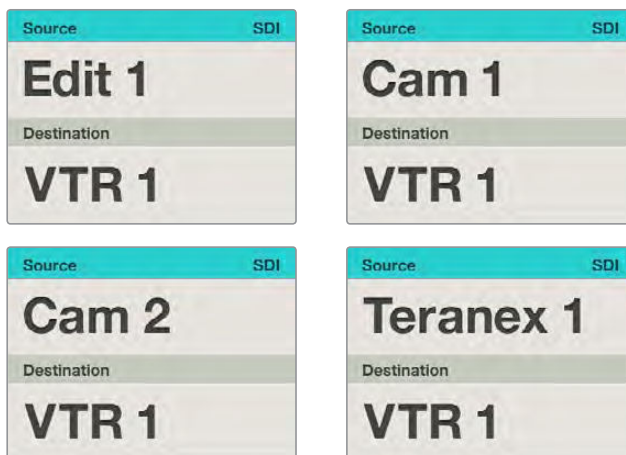 Source SDI
Edit 1
Destination
VTR 1
Source SDI
Cam 1
Destination
VTR 1
Source SDI
Cam 2
Destination
VTR 1
Source SDI
Teranex 1
Destination
VTR 1